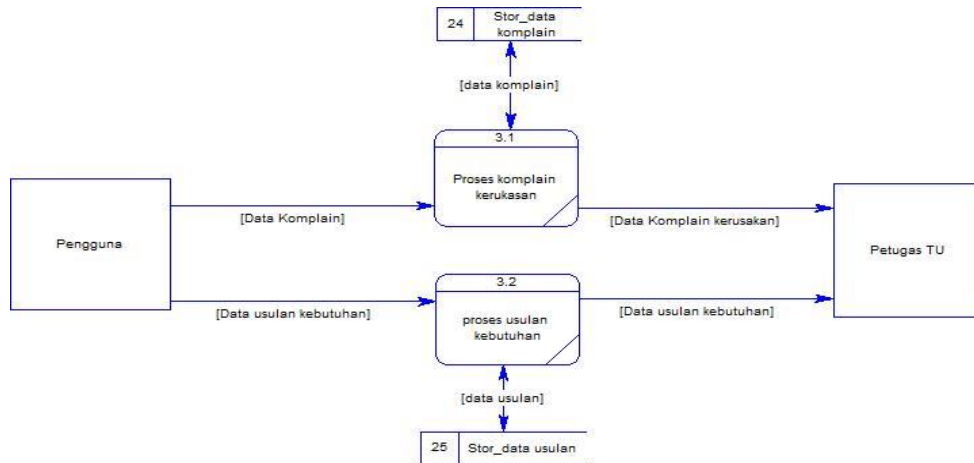 24
Stor_data
komplain
[data komplain]
3.1
Proses komplain
kerukasan
Pengguna
[Data Komplain]
[Data Komplain kerusakan]
Petugas TU
3.2
proses usulan
kebutuhan
[Data usulan kebutuhan]
[Data usulan kebutuhan]
[data usulan]
25
Stor_data usulan